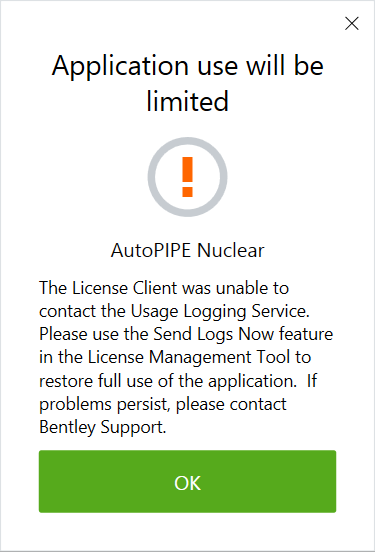 Application use will be
limited
AutoPIPE Nuclear
The License Client was unable to
contact the Usage Logging Service.
Please use the Send Logs Now feature
in the License Management Tool to
restore full use of the application.  If
problems persist, please contact
Bentley Support.
OK